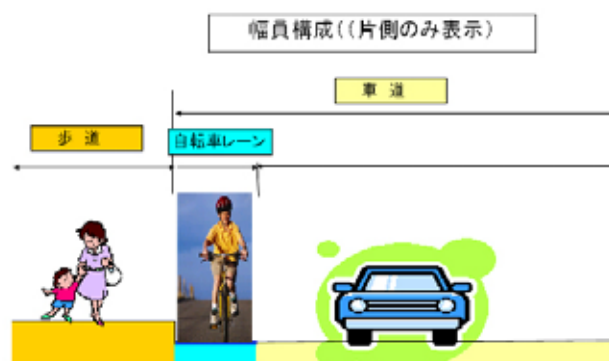 幅員構成((片側のみ表示)
車 道
歩 道
自転車レーン